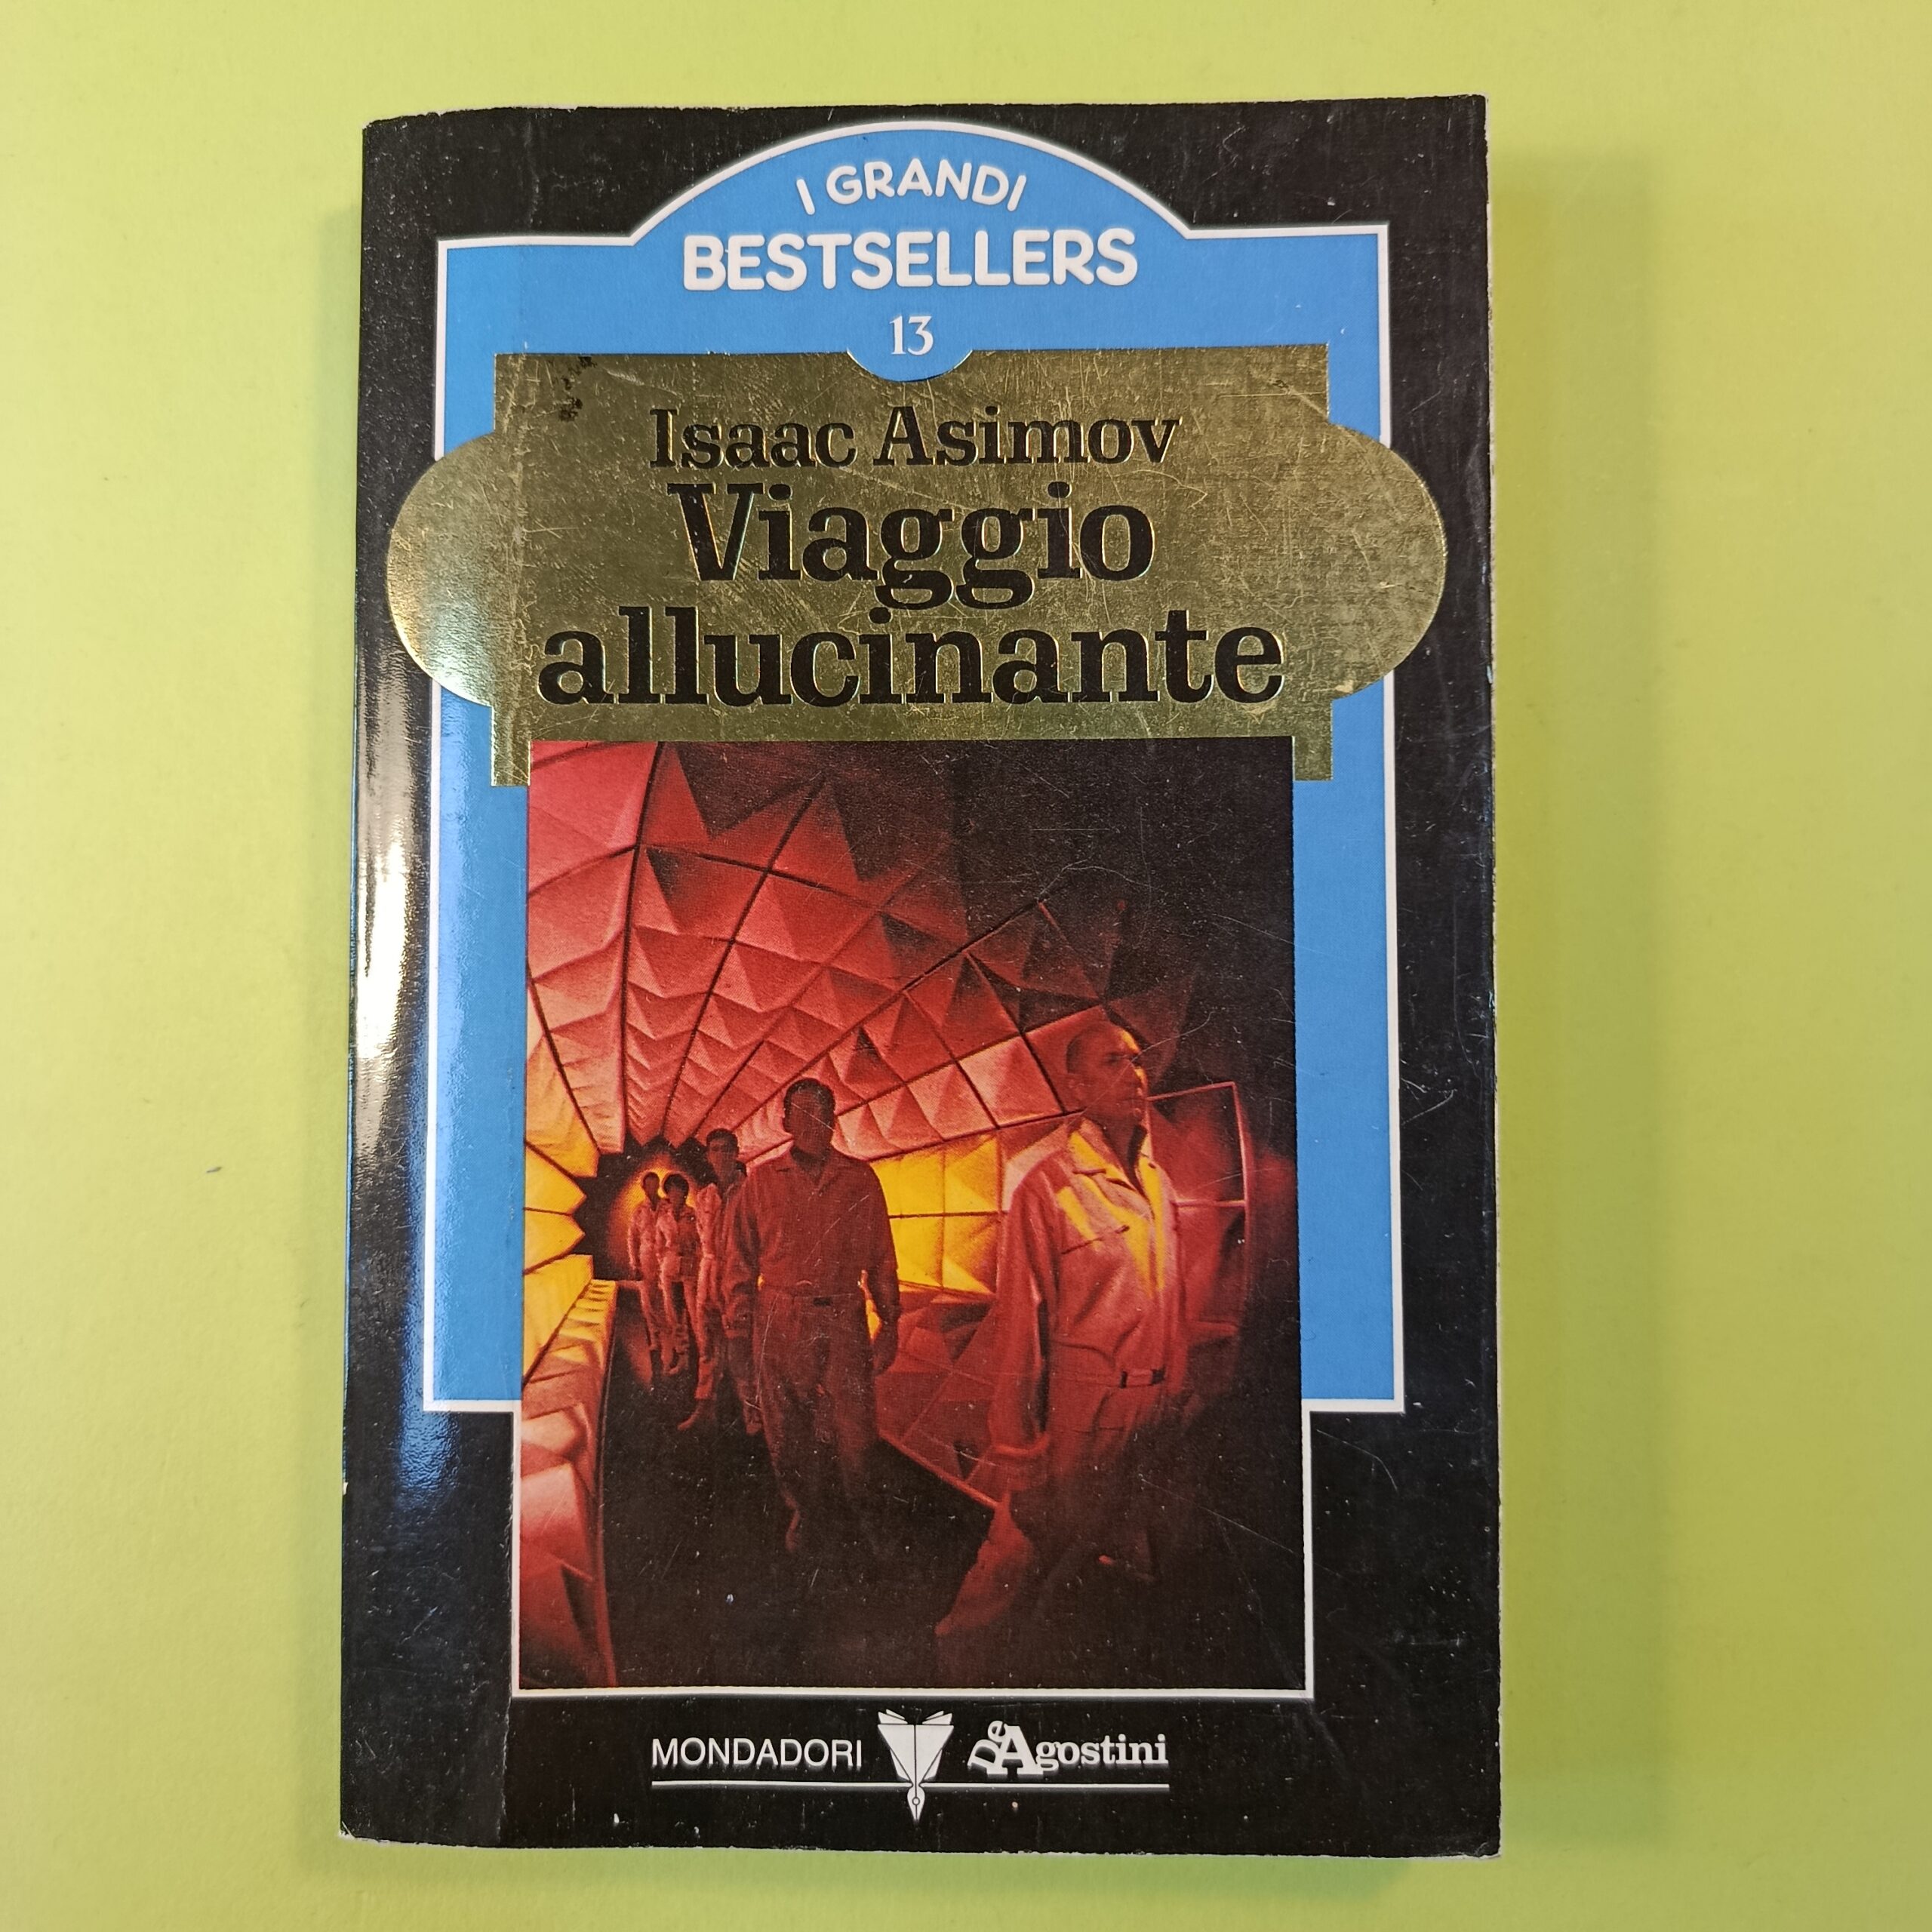 I GRANDI
BESTSELLERS
13
Isaac Asimov
Viaggio
allucinante
MONDADORI DeAgostini